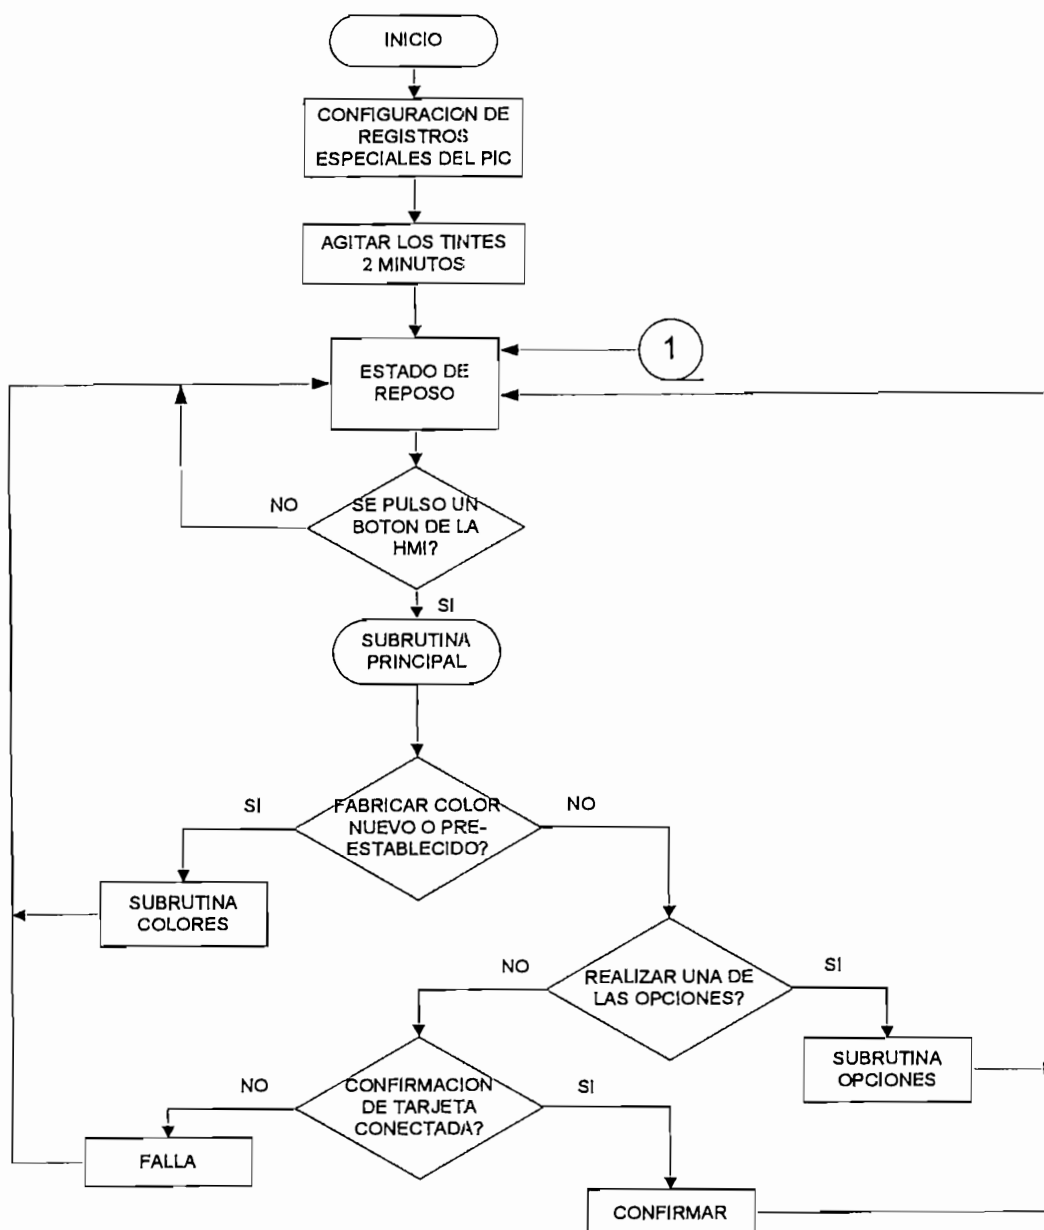 INICIO
CONFIGURACION DE
REGISTROS
ESPECIALES DEL PIC
AGITAR LOS TINTES
2 MINUTOS
1
ESTADO DE
REPOSO
NO
SE PULSO UN
BOTON DE LA
HMI?
SI
SUBRUTINA
PRINCIPAL
SI
FABRICAR COLOR
NUEVO O PRE-
ESTABLECIDO?
NO
SUBRUTINA
COLORES
NO
REALIZAR UNA DE
LAS OPCIONES?
SI
SUBRUTINA
OPCIONES
NO
CONFIRMACION
DE TARJETA
CONECTADA?
SI
FALLA
CONFIRMAR